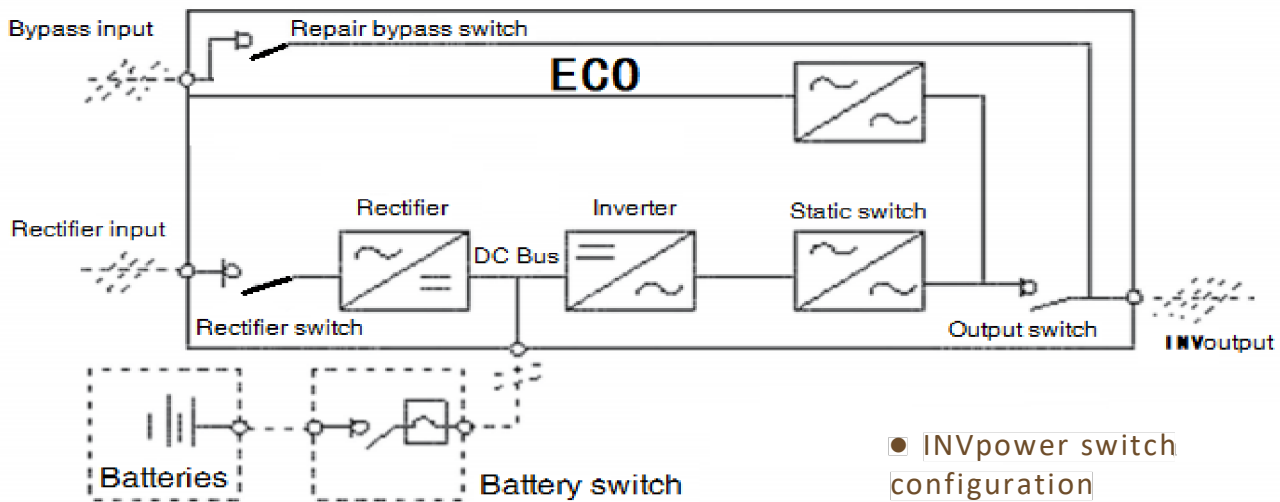 Bypass input
Repair bypass switch
ECO
Rectifier
Inverter
Static switch
Rectifier input
DC Bus
Rectifier switch
Output switch
INVoutput
Batteries
Battery switch
● INVpower switch
configuration